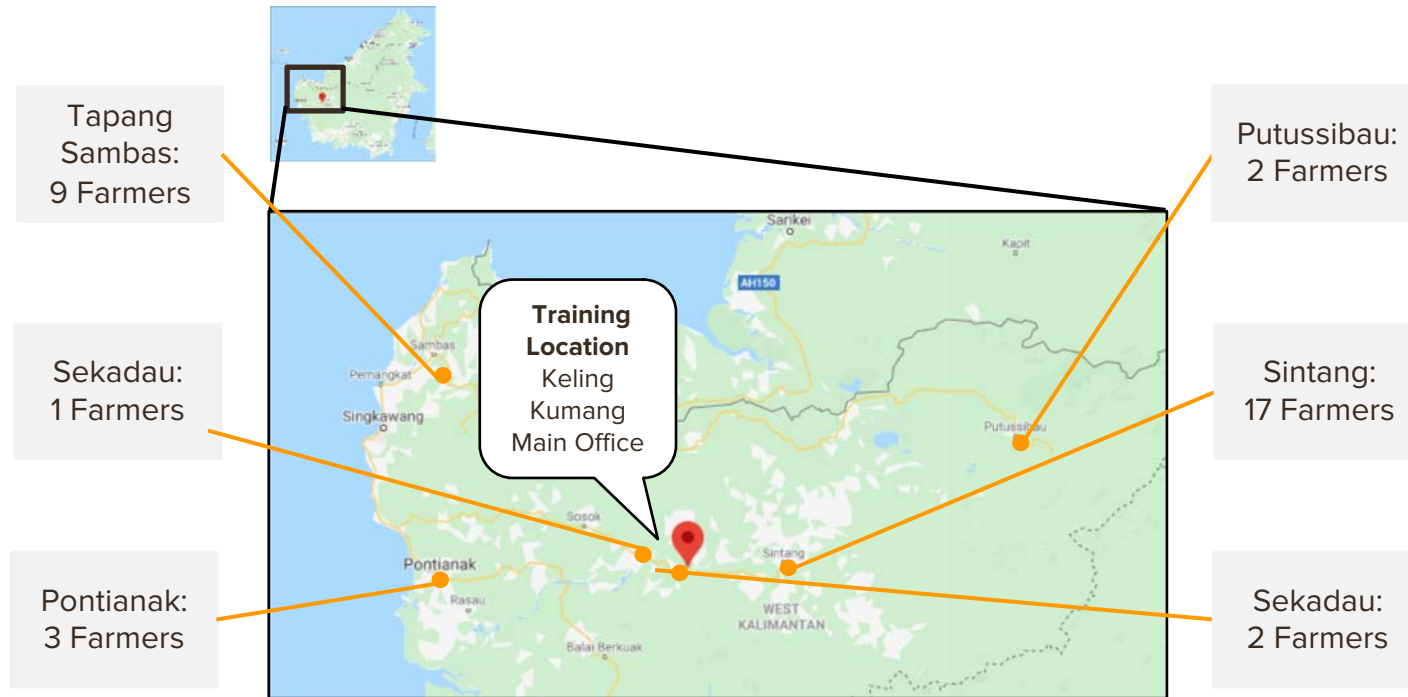 Tapang
Sambas:
9 Farmers
Sekadau:
1 Farmers
Pontianak:
3 Farmers
Putussibau:
2 Farmers
Sintang:
17 Farmers
Sekadau:
2 Farmers
Training
Location
Keling
Kumang
Main Office
Sarikei
Kapit
AH150
Sambas
Pemangkat
Singkawang
Putussibau
Sosok
Sintang
Pontianak
Rasau
WEST
KALIMANTAN
Balai Berkuak